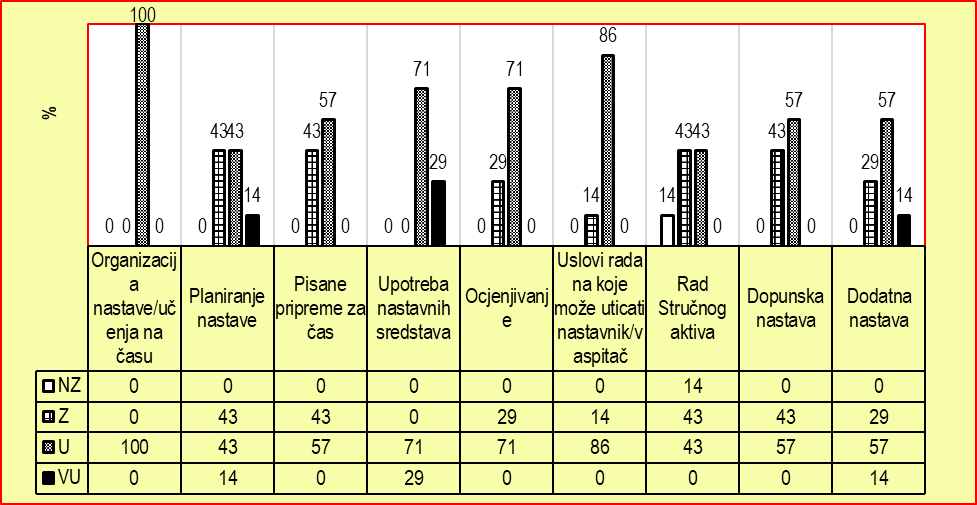 %
100
0 0 0
0 43 43 14
0 43 57 0
0 0 71 29
0 29 71 0
0 14 86 0
14 43 43 0
0 43 57 0
0 29 57 14
Organizacij
a
nastave/uč
enja na
času
Planiranje
nastave
Pisane
pripreme za
čas
Upotreba
nastavnih
sredstava
Ocjenjivanj
e
Uslovi rada
na koje
može uticati
nastavnik/v
aspitač
Rad
Stručnog
aktiva
Dopunska
nastava
Dodatna
nastava
NZ 0 0 0 0 0 0 14 0 0
Z 0 43 43 0 29 14 43 43 29
U 100 43 57 71 71 86 43 57 57
VU 0 14 0 29 0 0 0 0 14